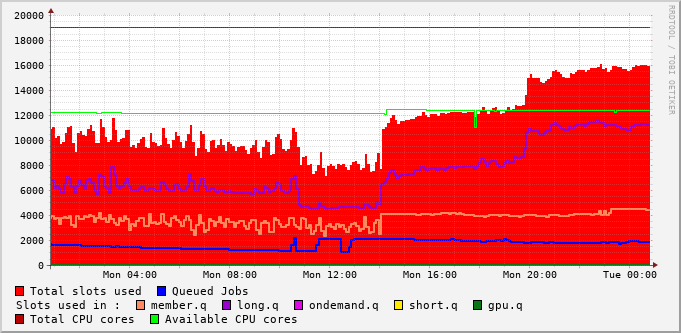 20000
18000
16000
14000
12000
10000
8000
6000
4000
2000
0
Mon 04:00 Mon 08:00 Mon 12:00 Mon 16:00 Mon 20:00 Tue 00:00
Total slots used Queued Jobs
Slots used in : member.q long.q ondemand.q short.q gpu.q
Total CPU cores Available CPU cores
RRDTOOL / TOBI OETIKER